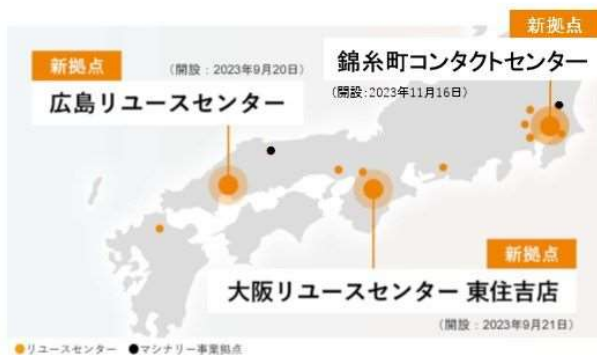 新拠点
錦糸町コンタクトセンター
(開設:2023年11月16日)
新拠点
(開設:2023年9月20日)
広島リユースセンター
新拠点
大阪リユースセンター 東住吉店
(開設:2023年9月21日)
●リユースセンター ●マシナリー事業拠点